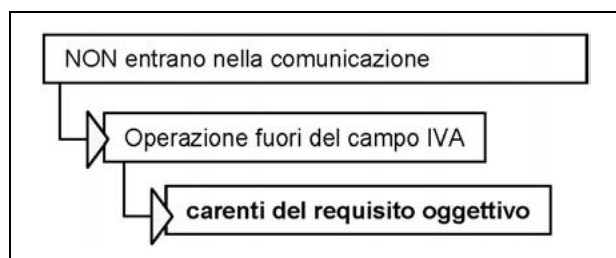 NON entrano nella comunicazione
Operazione fuori del campo IVA
carenti del requisito oggettivo